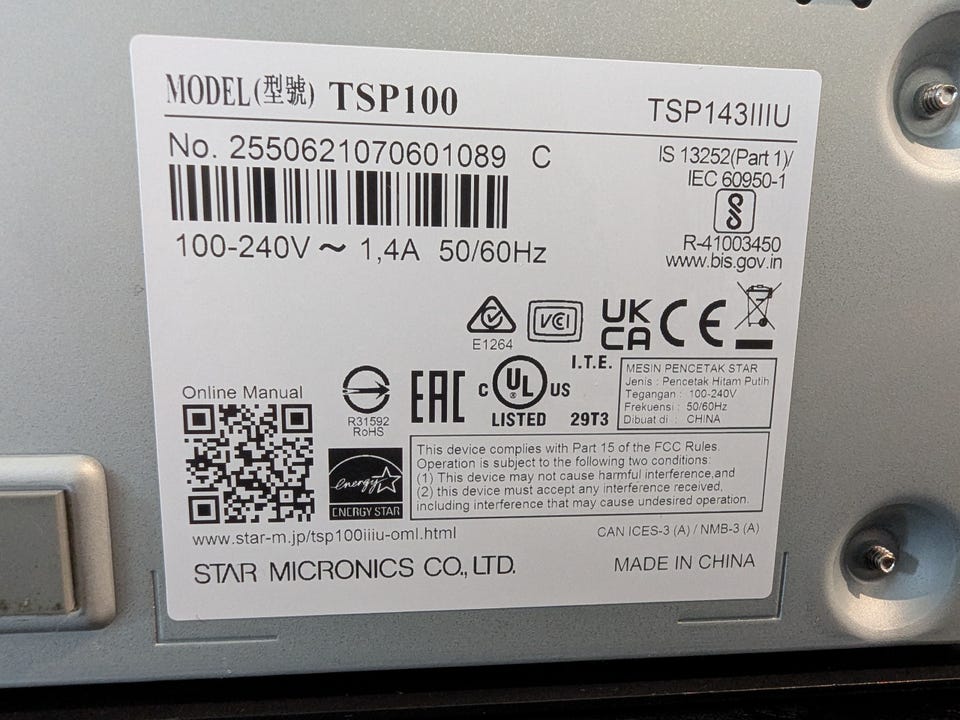 MODEL(型號) TSP100
TSP143IIIU
No. 2550621070601089 C
IS 13252(Part 1)/
IEC 60950-1
100-240V ~ 1,4A 50/60Hz
R-41003450
www.bis.gov.in
E1264
VCI
UK
CA
CE
I.T.E.
R31592
RoHS
EAC
C UL US
®
LISTED 29T3
MESIN PENCETAK STAR
Jenis : Pencetak Hitam Putih
Tegangan : 100-240V
Frekuensi : 50/60Hz
Dibuat di : CHINA
Online Manual
energy
ENERGY STAR
This device complies with Part 15 of the FCC Rules.
Operation is subject to the following two conditions:
(1) This device may not cause harmful interference,and
(2) this device must accept any interference received,
including interference that may cause undesired operation.
www.star-m.jp/tsp100iiiu-oml.html
CAN ICES-3 (A) / NMB-3 (A)
STAR MICRONICS CO., LTD.
MADE IN CHINA